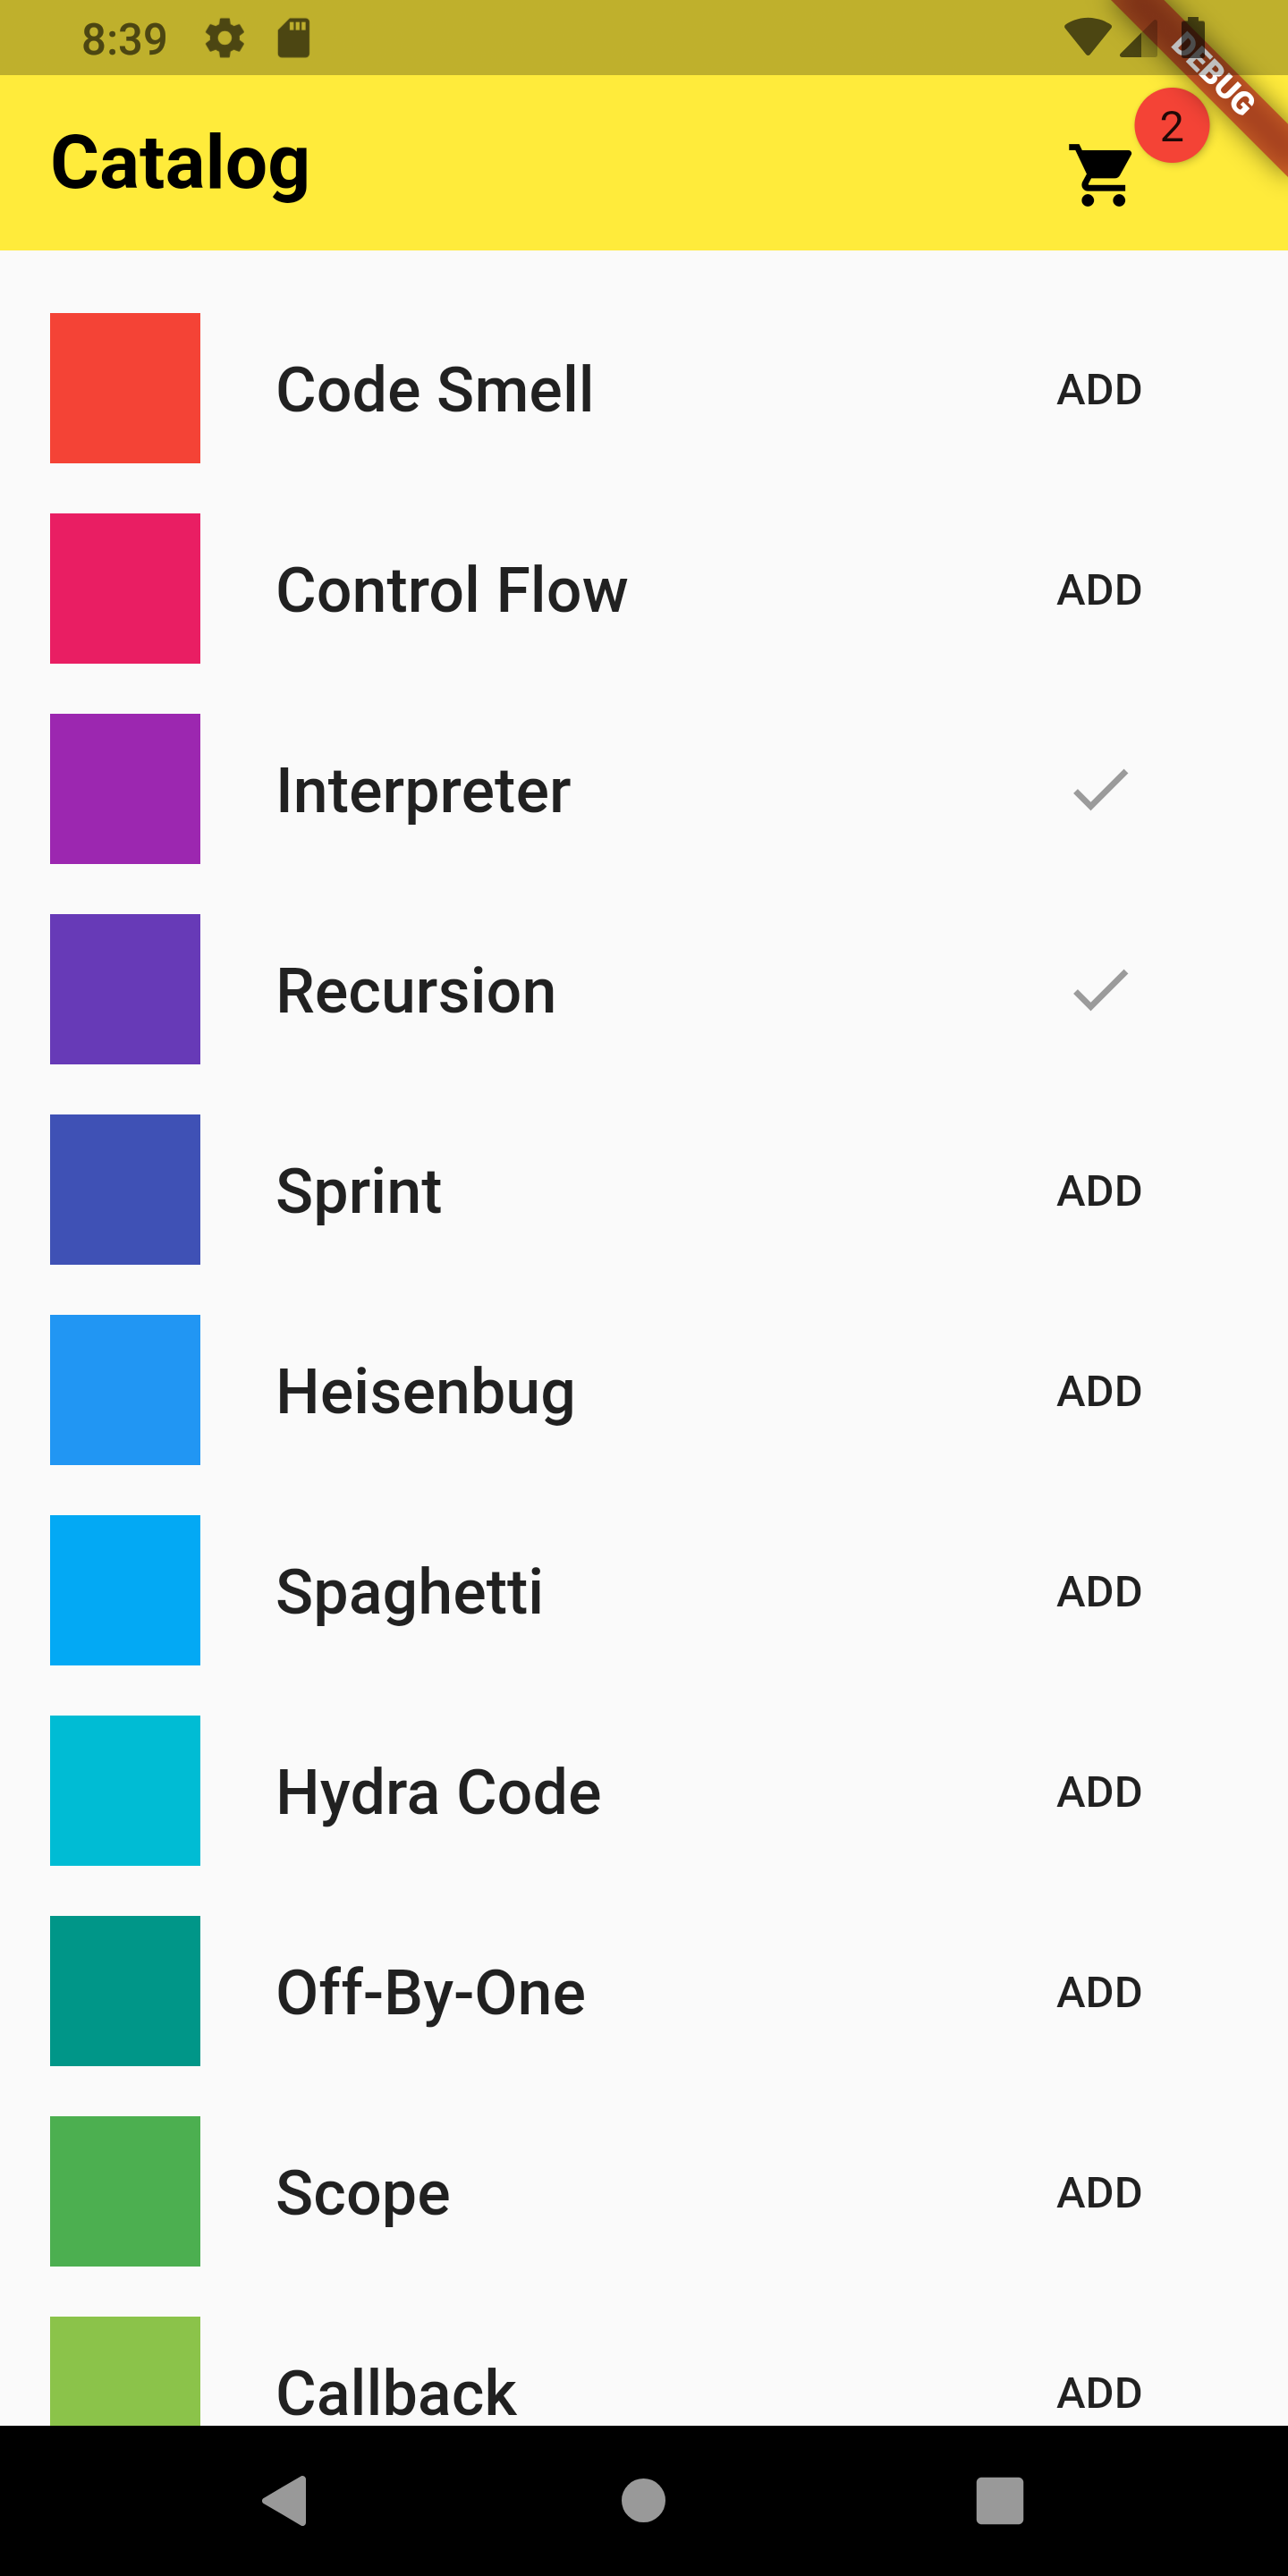 8:39
DEBUG
Catalog
2
Code Smell
ADD
Control Flow
ADD
Interpreter
Recursion
Sprint
ADD
Heisenbug
ADD
Spaghetti
ADD
Hydra Code
ADD
Off-By-One
ADD
Scope
ADD
Callback
ADD